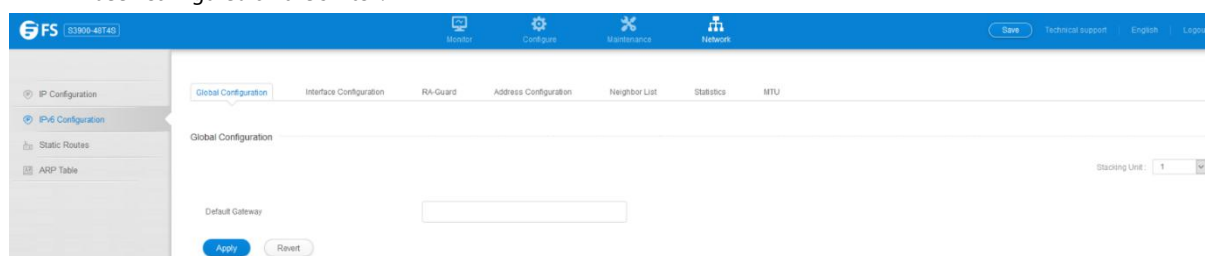 FS S3900-48T4S
Monitor Configure Maintenance Network
Save Technical support English
IP Configuration
IPv6 Configuration
Static Routes
ARP Table
Global Configuration Interface Configuration RA-Guard Address Configuration Neighbor List Statistics MTU
Global Configuration
Stacking Unit: 1
Default Gateway
Apply Revert